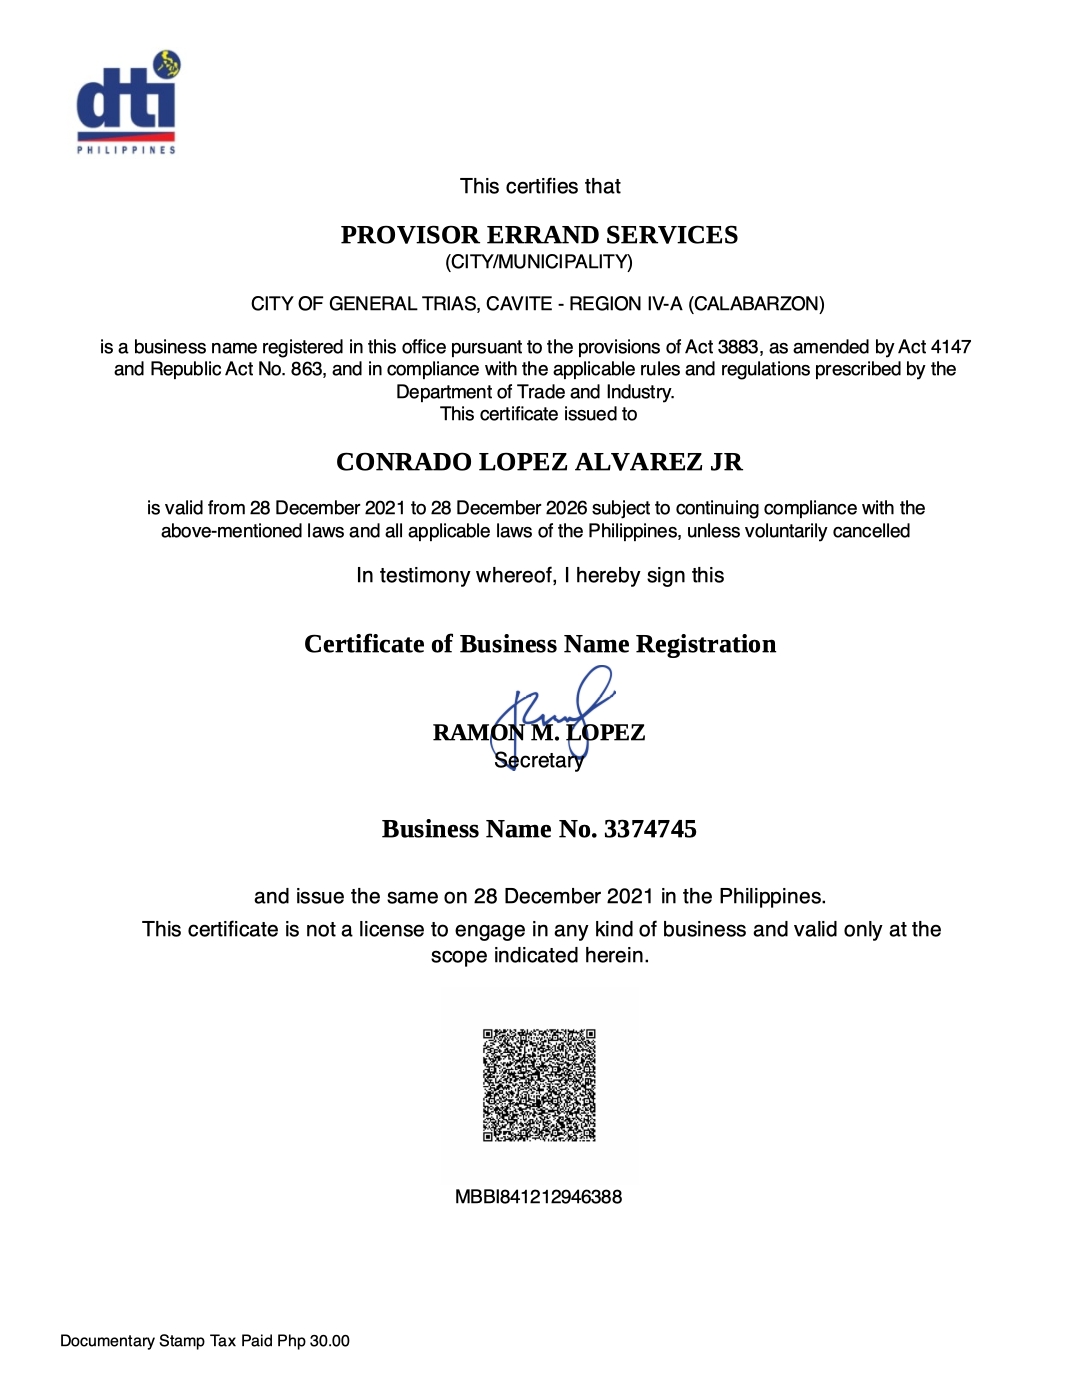 dti
PHILIPPINES
This certifies that
PROVISOR ERRAND SERVICES
(CITY/MUNICIPALITY)
CITY OF GENERAL TRIAS, CAVITE - REGION IV-A (CALABARZON)
is a business name registered in this office pursuant to the provisions of Act 3883, as amended by Act 4147
and Republic Act No. 863, and in compliance with the applicable rules and regulations prescribed by the
Department of Trade and Industry.
This certificate issued to
CONRADO LOPEZ ALVAREZ JR
is valid from 28 December 2021 to 28 December 2026 subject to continuing compliance with the
above-mentioned laws and all applicable laws of the Philippines, unless voluntarily cancelled
In testimony whereof, I hereby sign this
Certificate of Business Name Registration
RAMON M. LOPEZ
Secretary
Business Name No. 3374745
and issue the same on 28 December 2021 in the Philippines.
This certificate is not a license to engage in any kind of business and valid only at the
scope indicated herein.
MBBI841212946388
Documentary Stamp Tax Paid Php 30.00